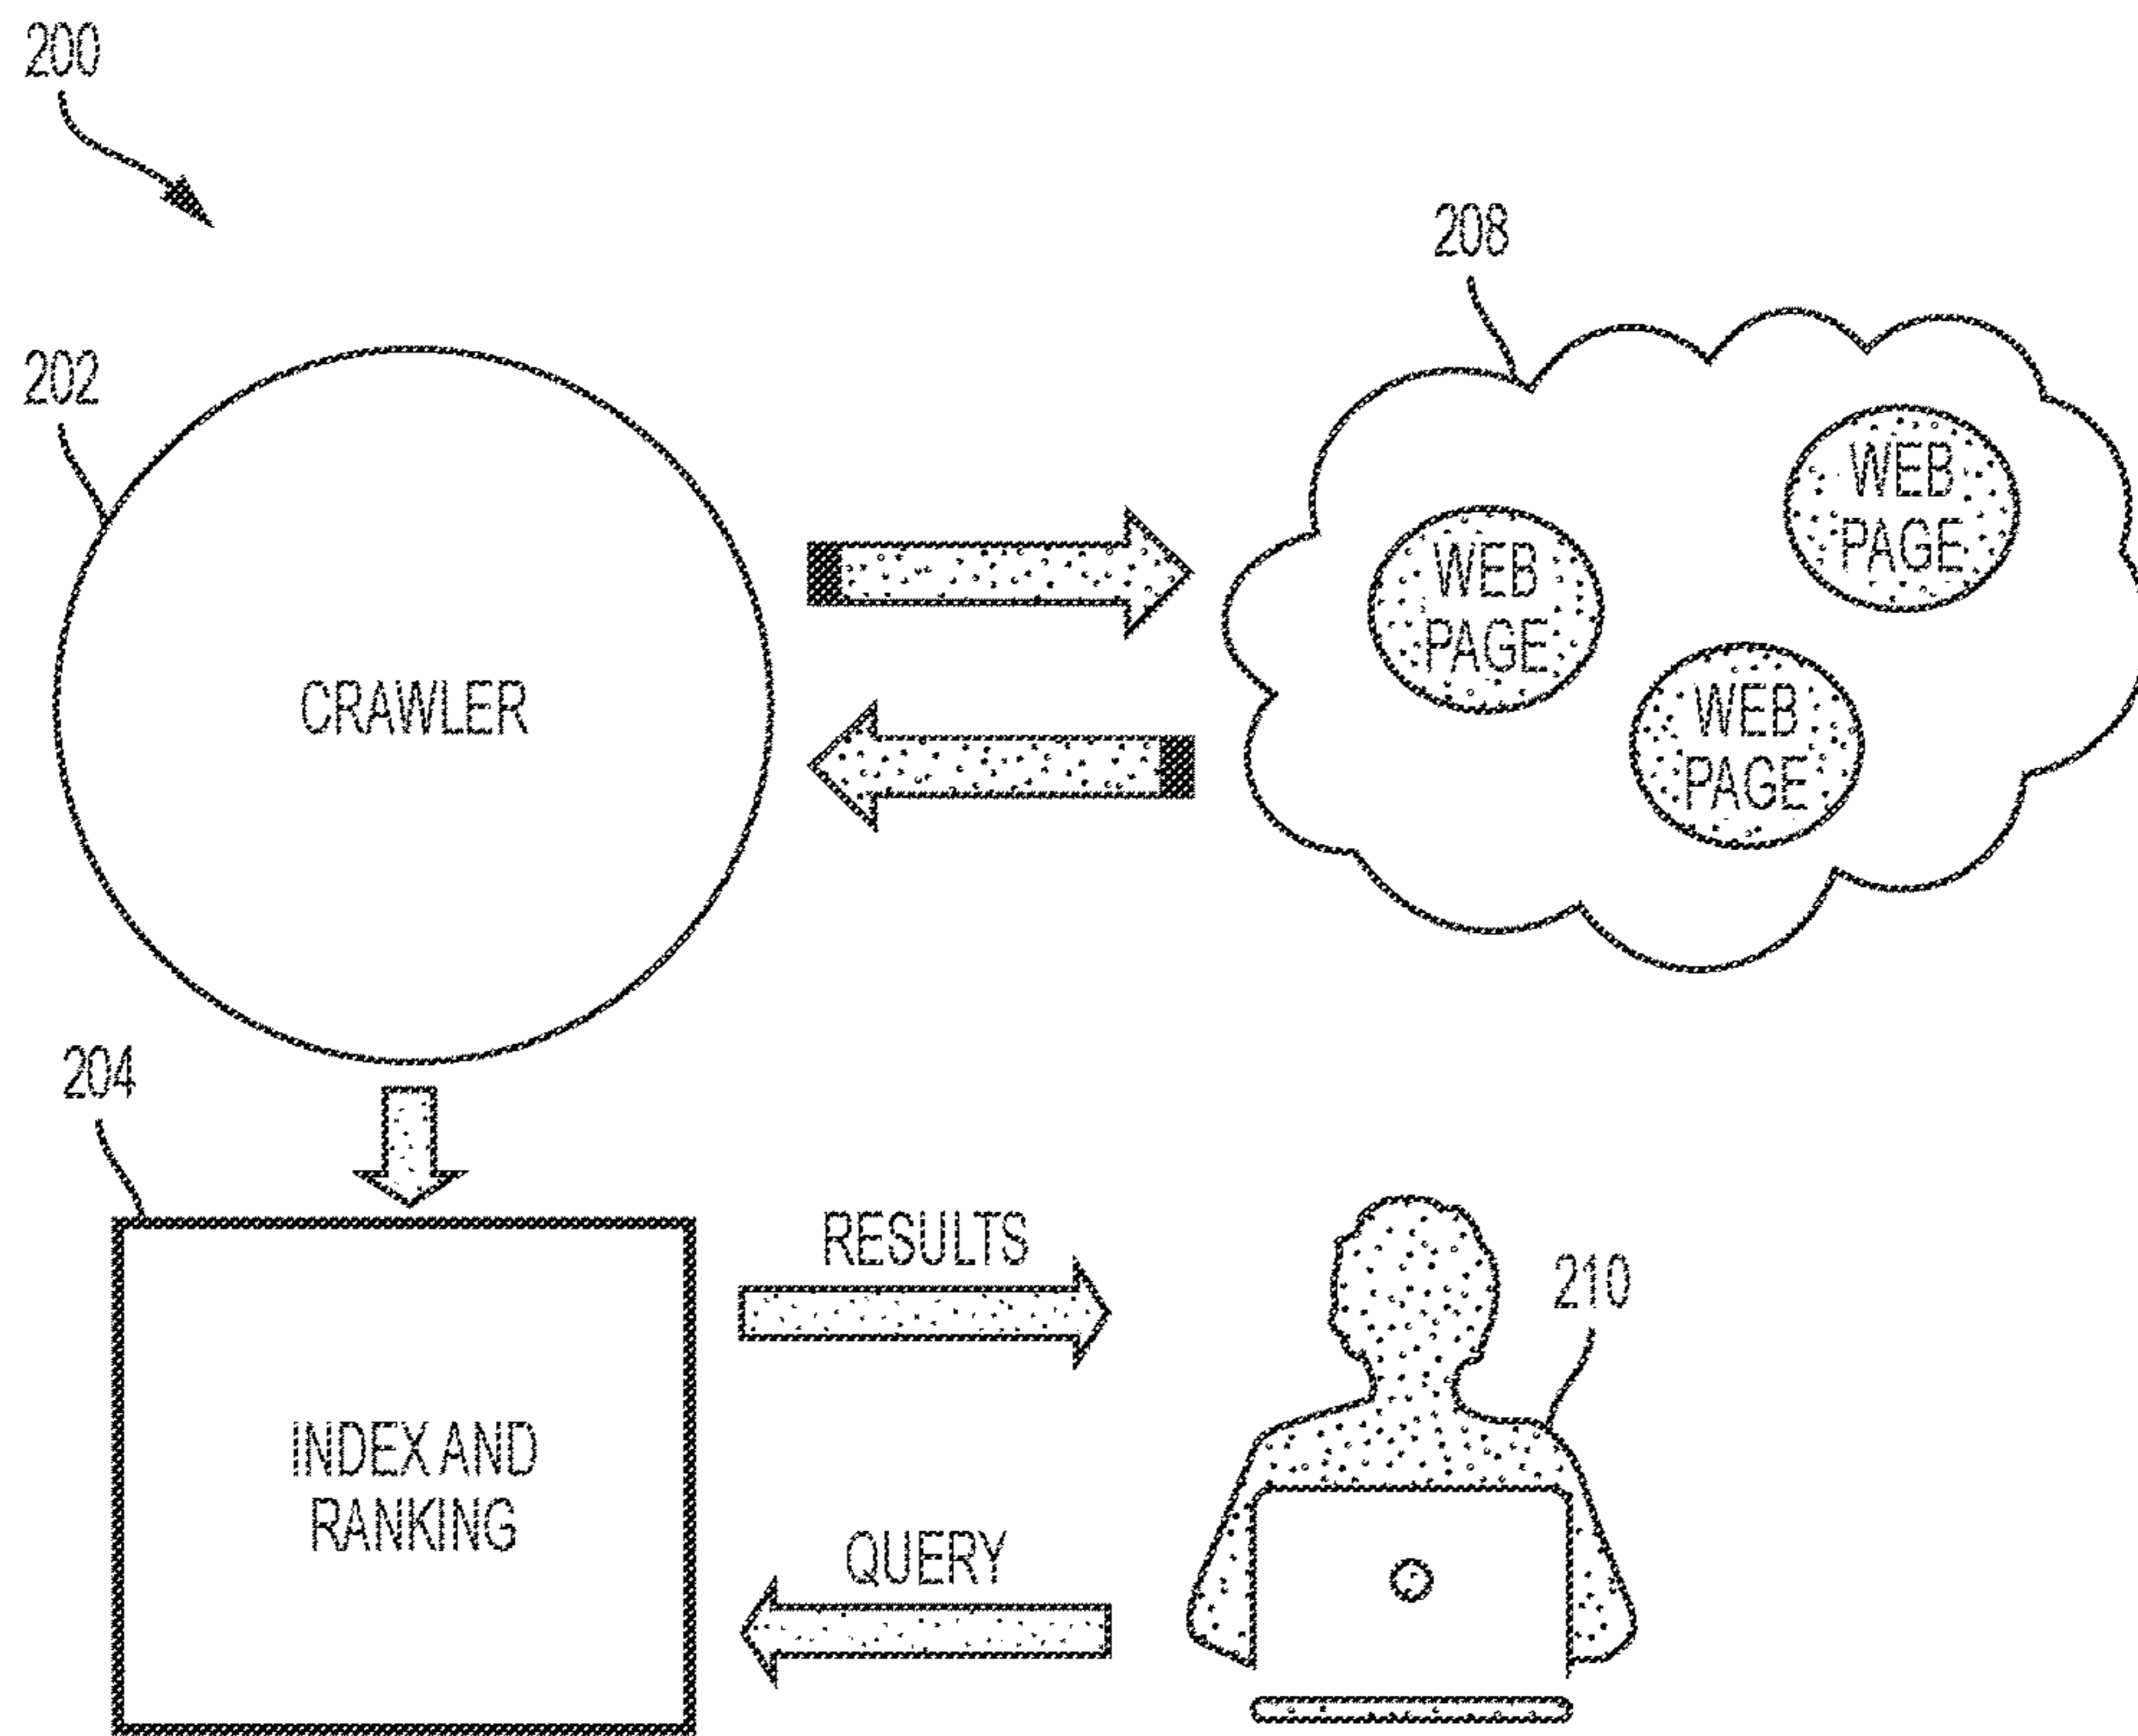 200
208
202
WEB
PAGE
WEB
PAGE
WEB
PAGE
CRAWLER
204
RESULTS
210
INDEX AND
RANKING
QUERY